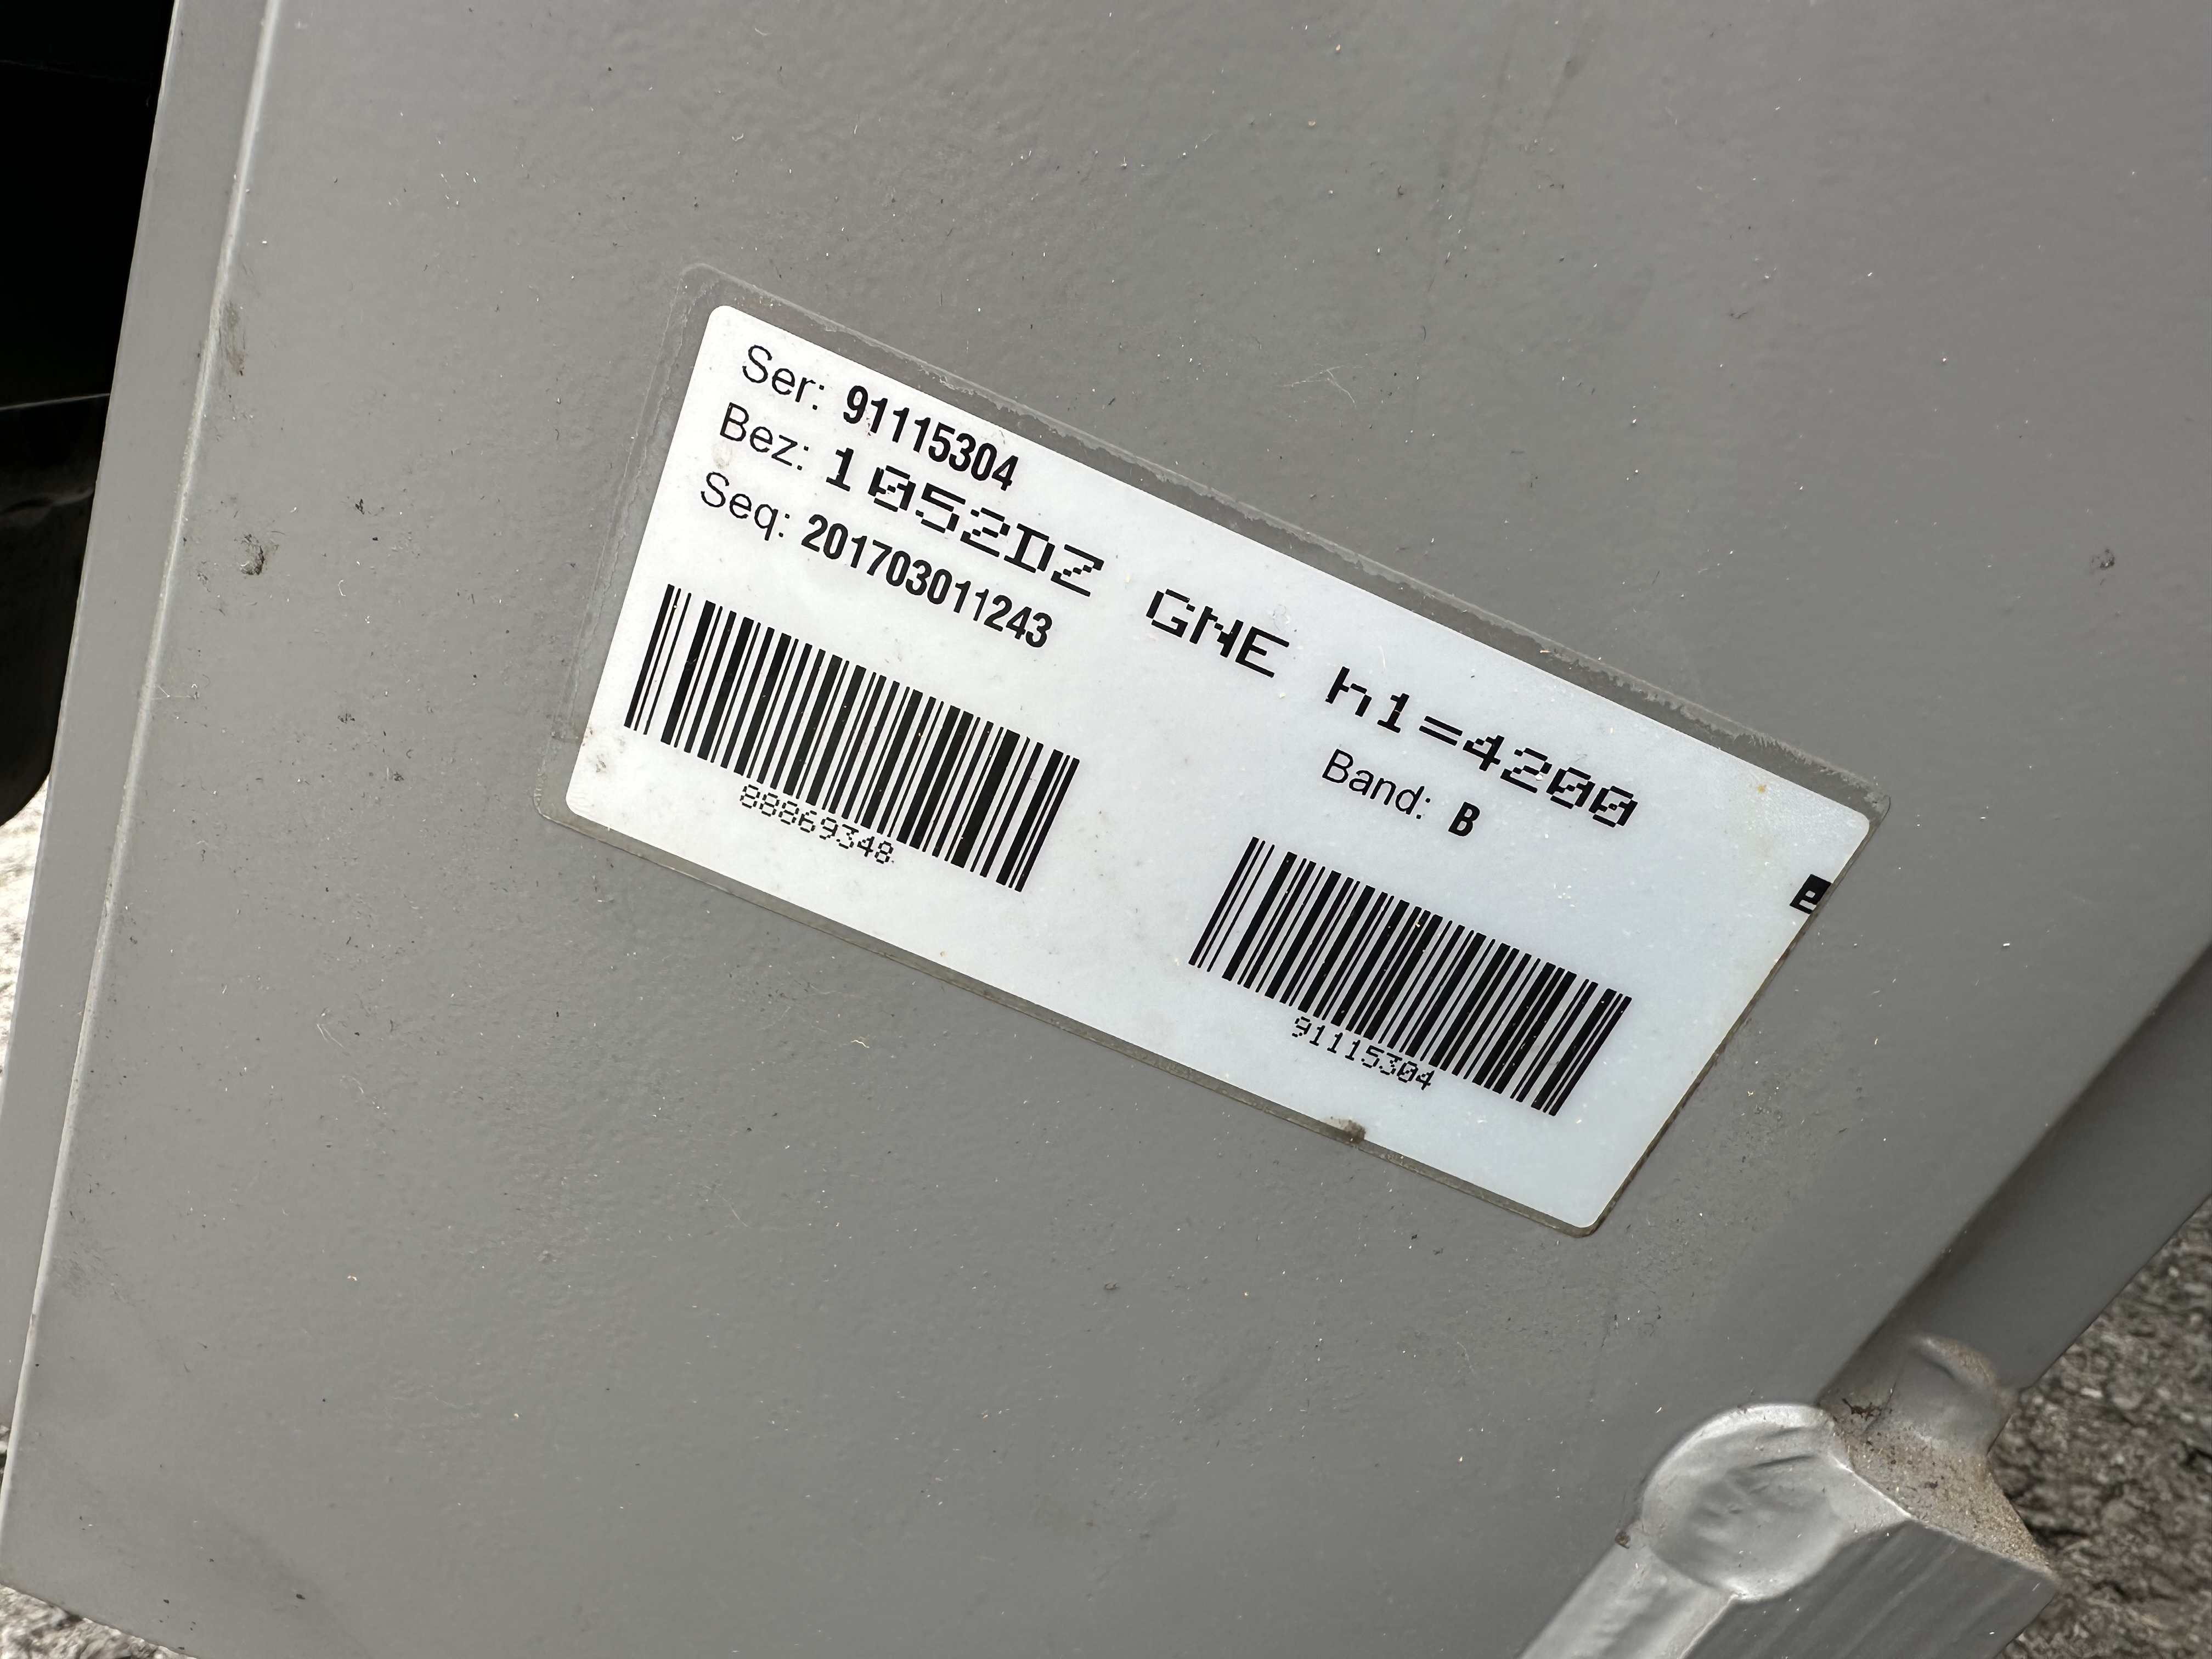 Ser: 91115304
Bez: 1052DZ GNE h1=4200
Seq: 201703011243
Band: B
88869348
91115304